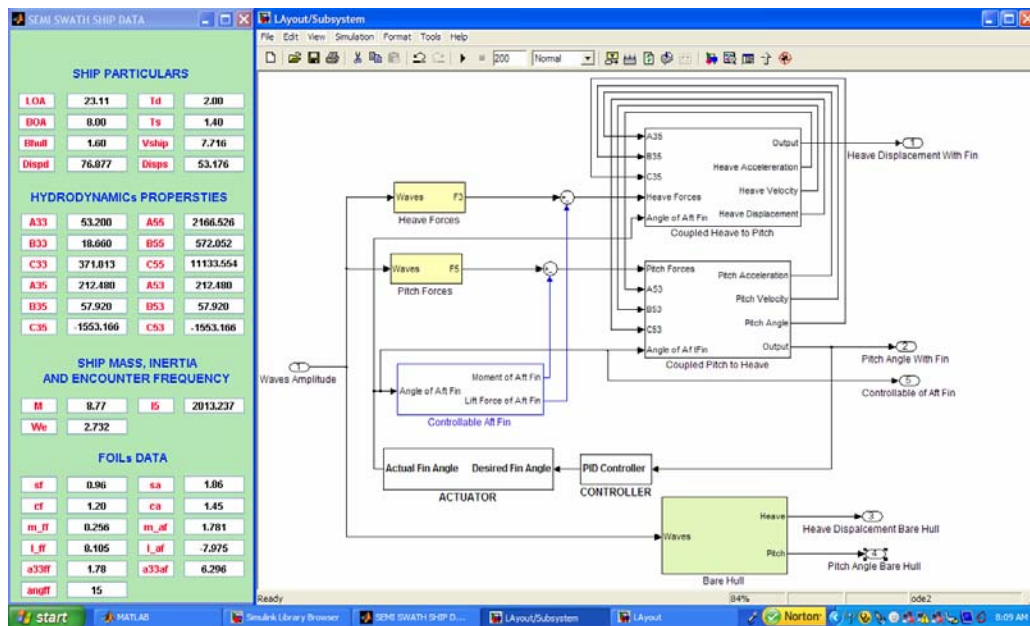 SEMI SWATH SHIP DATA
SHIP PARTICULARS
LOA 23.11 Td 2.00
BOA 8.00 Ts 1.40
Bhull 1.60 Vship 7.716
Dispd 76.877 Disps 53.176
HYDRODYNAMICs PROPERSTIES
A33 53.200 A55 2166.526
B33 18.660 B55 572.052
C33 371.813 C55 11133.554
A35 212.480 A53 212.480
B35 57.920 B53 57.920
C35 -1553.166 C53 -1553.166
SHIP MASS, INERTIA
AND ENCOUNTER FREQUENCY
M 8.77 I5 2013.237
We 2.732
FOILs DATA
sf 0.96 sa 1.06
cf 1.20 ca 1.45
m_ff 0.256 m_af 1.781
l_ff 8.105 l_af -7.975
a33ff 1.78 a33af 6.296
angff 15
LAyout/Subsystem
File Edit View Simulation Format Tools Help
200 Normal
A35
B35
C35
Heave Forces
Angle of Aft Fin
Output
Heave Accelereration
Heave Velocity
Heave Displacement
Coupled Heave to Pitch
1
Heave Displacement With Fin
Waves F3
Heave Forces
Waves F5
Pitch Forces
Pitch Forces
A53
B53
C53
Angle of Aft Fin
Pitch Acceleration
Pitch Velocity
Pitch Angle
Output
Coupled Pitch to Heave
2
Pitch Angle With Fin
5
Controllable of Aft Fin
1
Waves Amplitude
Angle of Aft Fin
Moment of Aft Fin
Lift Force of Aft Fin
Controllable Aft Fin
Actual Fin Angle Desired Fin Angle
ACTUATOR
PID Controller
CONTROLLER
Waves
Heave
Pitch
Bare Hull
3
Heave Dispalcement Bare Hull
4
Pitch Angle Bare Hull
Ready 84% ode2
start MATLAB Simulink Library Browser SEMI SWATH SHIP D... LAyout/Subsystem LAyout Norton 8:09 AM